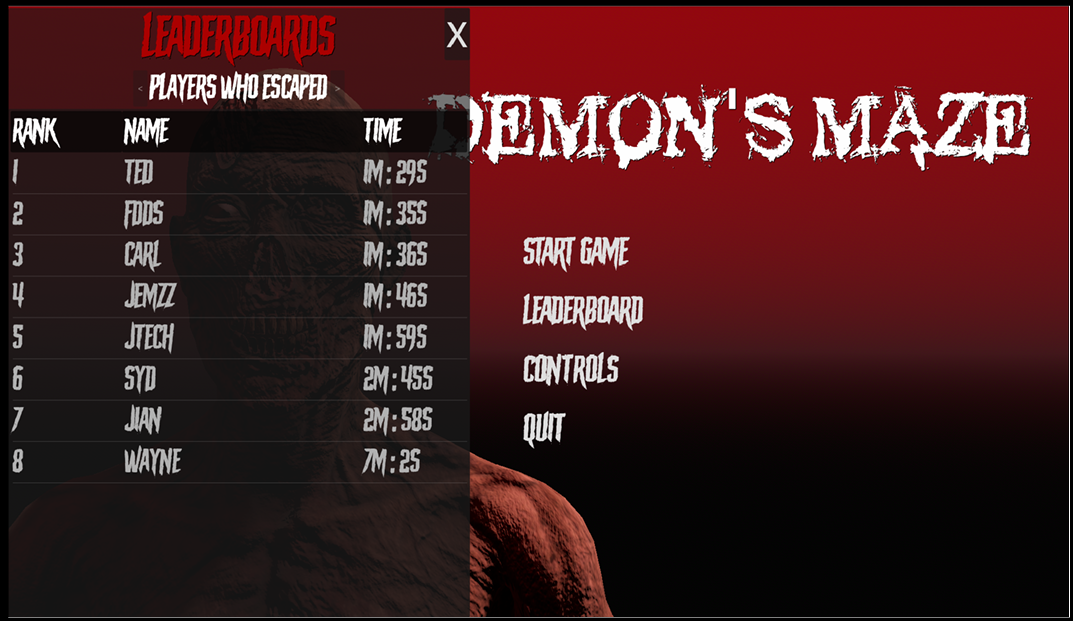 LEADERBOARDS
X
< PLAYERS WHO ESCAPED >
RANK NAME TIME
1 TED 1M:29S
2 FDDS 1M:35S
3 CARL 1M:36S
4 JEMZZ 1M:46S
5 JTECH 1M:59S
6 SYD 2M:45S
7 JIAN 2M:58S
8 WAYNE 7M:2S
DEMON'S MAZE
START GAME
LEADERBOARD
CONTROLS
QUIT